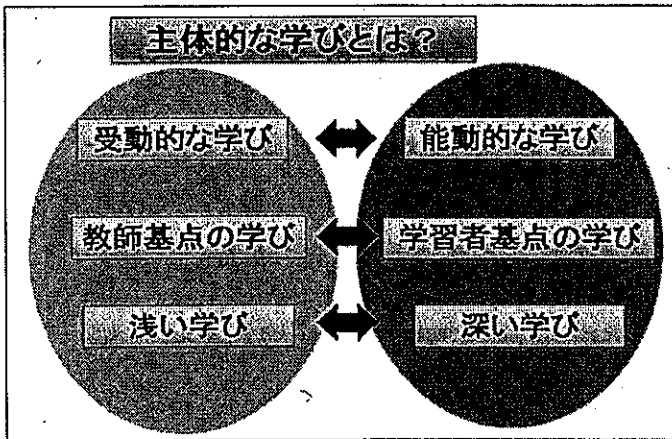 主体的な学びとは？
受動的な学び
能動的な学び
教師基点の学び
学習者基点の学び
浅い学び
深い学び